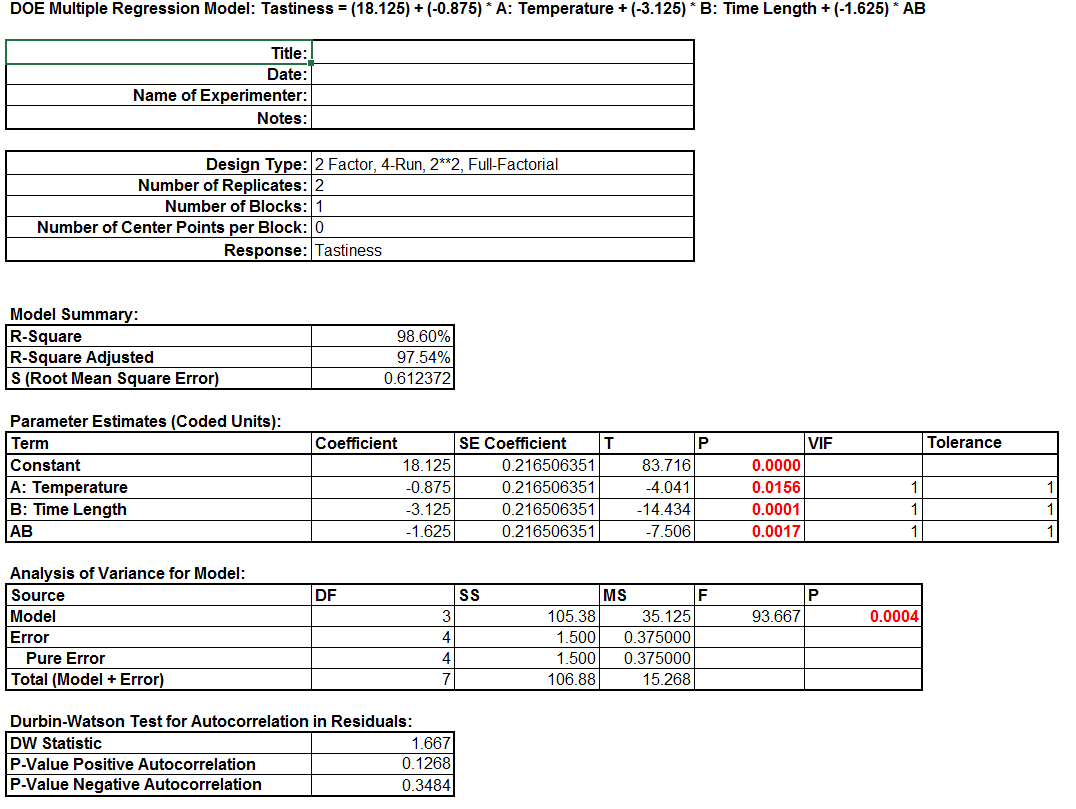 DOE Multiple Regression Model: Tastiness = (18.125) + (-0.875) * A: Temperature + (-3.125) * B: Time Length + (-1.625) * AB
Title:
Date:
Name of Experimenter:
Notes:
Design Type: 2 Factor, 4-Run, 2**2, Full-Factorial
Number of Replicates: 2
Number of Blocks: 1
Number of Center Points per Block: 0
Response: Tastiness
Model Summary:
R-Square 98.60%
R-Square Adjusted 97.54%
S (Root Mean Square Error) 0.612372
Parameter Estimates (Coded Units):
Term Coefficient SE Coefficient T P VIF Tolerance
Constant 18.125 0.216506351 83.716 0.0000
A: Temperature -0.875 0.216506351 -4.041 0.0156 1 1
B: Time Length -3.125 0.216506351 -14.434 0.0001 1 1
AB -1.625 0.216506351 -7.506 0.0017 1 1
Analysis of Variance for Model:
Source DF SS MS F P
Model 3 105.38 35.125 93.667 0.0004
Error 4 1.500 0.375000
Pure Error 4 1.500 0.375000
Total (Model + Error) 7 106.88 15.268
Durbin-Watson Test for Autocorrelation in Residuals:
DW Statistic 1.667
P-Value Positive Autocorrelation 0.1268
P-Value Negative Autocorrelation 0.3484